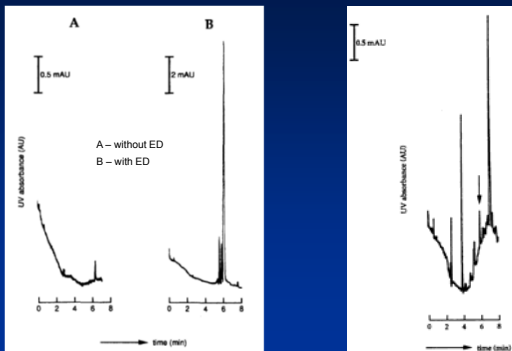 A
B
0.5 mAU
2 mAU
A – without ED
B – with ED
UV absorbance (AU)
0 2 4 6 8
0 2 4 6 8
time (min)
0.5 mAU
UV absorbance (AU)
0 2 4 6 8
time (min)